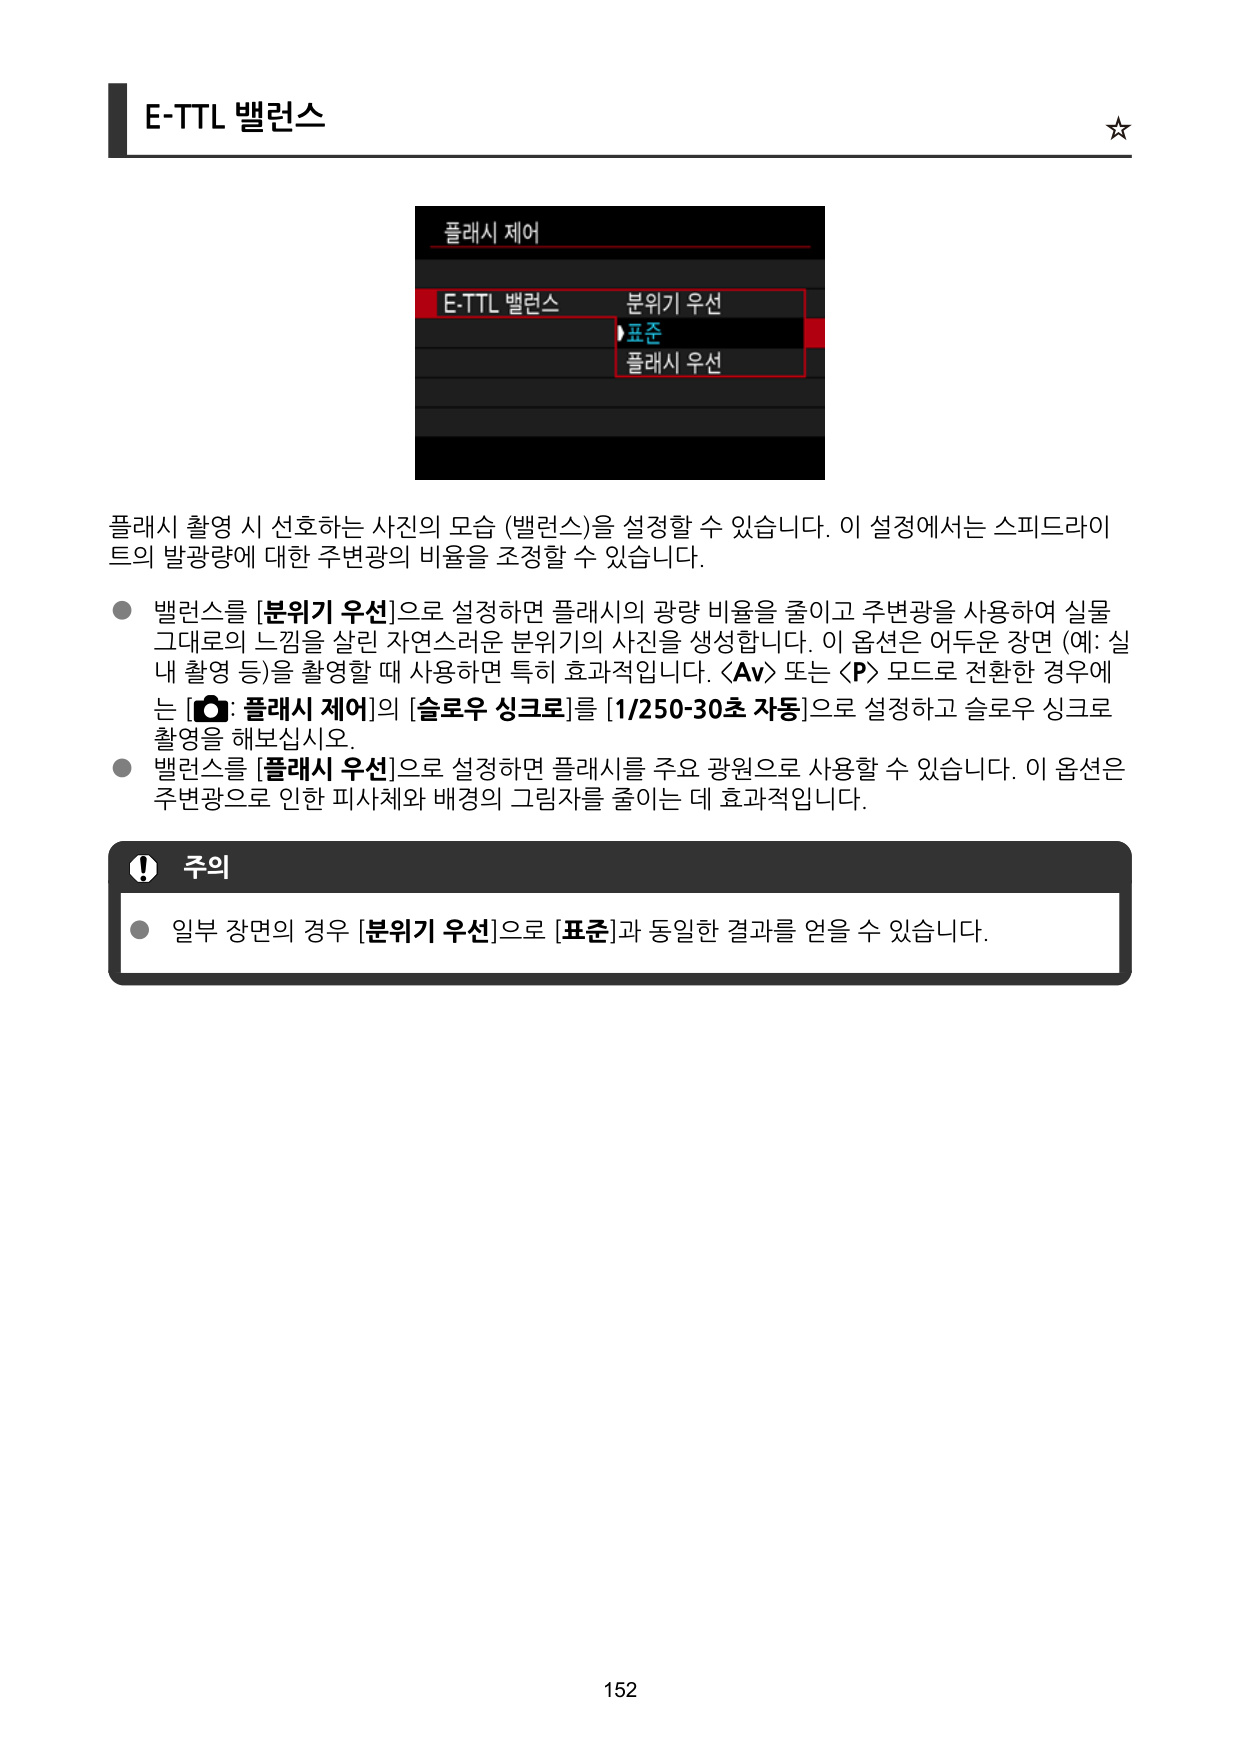 E-TTL 밸런스
☆
플래시 제어
E-TTL 밸런스 분위기 우선
표준
플래시 우선
플래시 촬영 시 선호하는 사진의 모습 (밸런스)을 설정할 수 있습니다. 이 설정에서는 스피드라이
트의 발광량에 대한 주변광의 비율을 조정할 수 있습니다.
● 밸런스를 [분위기 우선]으로 설정하면 플래시의 광량 비율을 줄이고 주변광을 사용하여 실물
그대로의 느낌을 살린 자연스러운 분위기의 사진을 생성합니다. 이 옵션은 어두운 장면 (예: 실
내 촬영 등)을 촬영할 때 사용하면 특히 효과적입니다. <Av> 또는 <P> 모드로 전환한 경우에
는 [: 플래시 제어]의 [슬로우 싱크로]를 [1/250-30초 자동]으로 설정하고 슬로우 싱크로
촬영을 해보십시오.
● 밸런스를 [플래시 우선]으로 설정하면 플래시를 주요 광원으로 사용할 수 있습니다. 이 옵션은
주변광으로 인한 피사체와 배경의 그림자를 줄이는 데 효과적입니다.
주의
● 일부 장면의 경우 [분위기 우선]으로 [표준]과 동일한 결과를 얻을 수 있습니다.
152